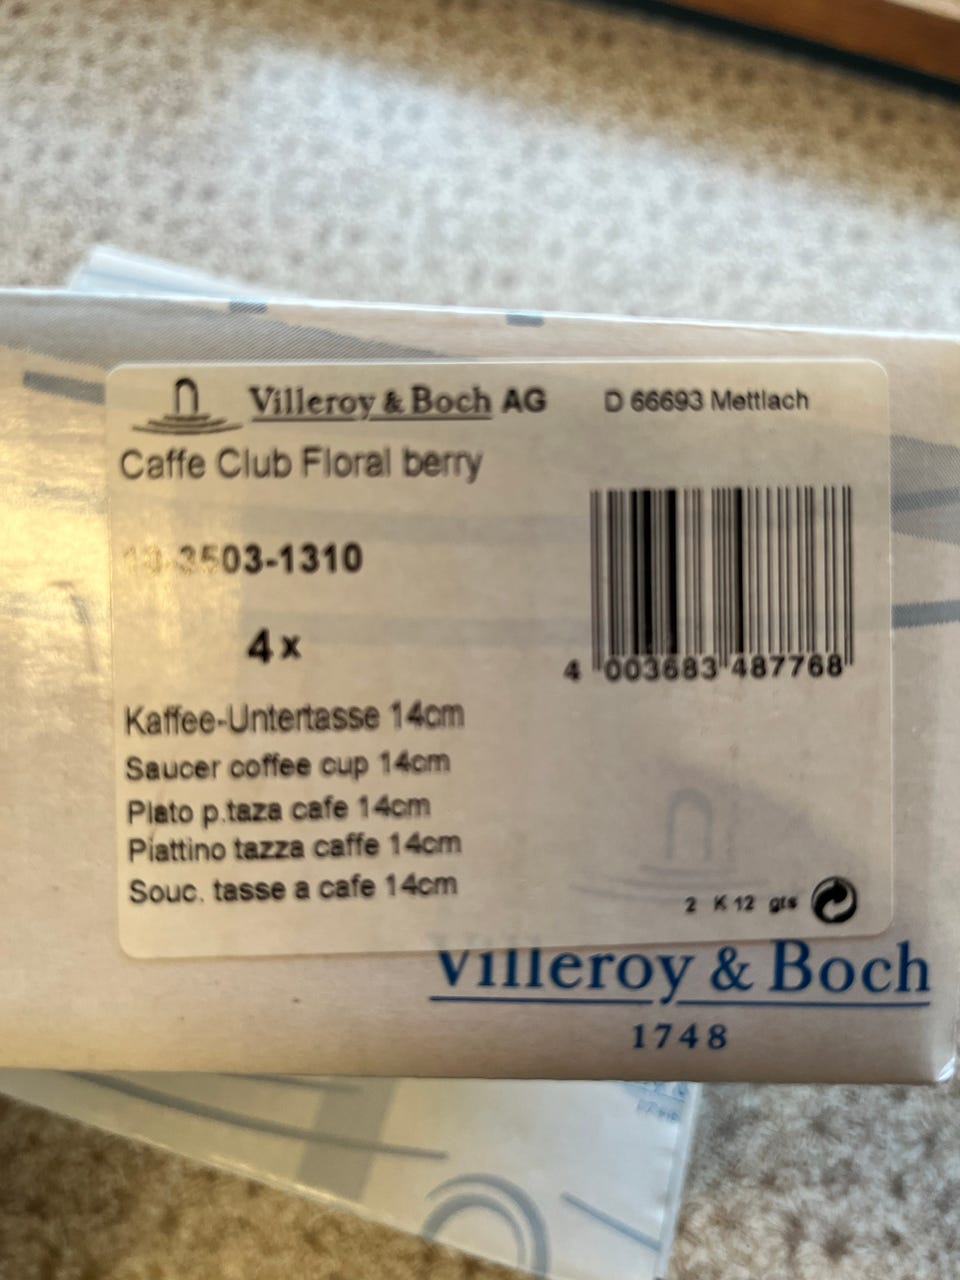 Villeroy & Boch AG D 66693 Mettlach
Caffe Club Floral berry
10-3503-1310
4 x
4 003683 487768
Kaffee-Untertasse 14cm
Saucer coffee cup 14cm
Plato p.taza cafe 14cm
Piattino tazza caffe 14cm
Souc. tasse a cafe 14cm
2 K 12 gts
Villeroy & Boch
1748